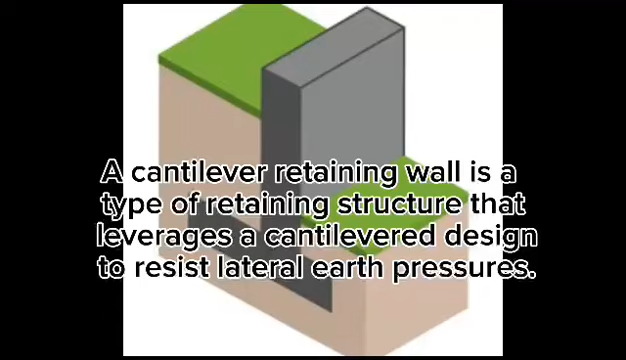 A cantilever retaining wall is a
type of retaining structure that
leverages a cantilevered design
to resist lateral earth pressures.